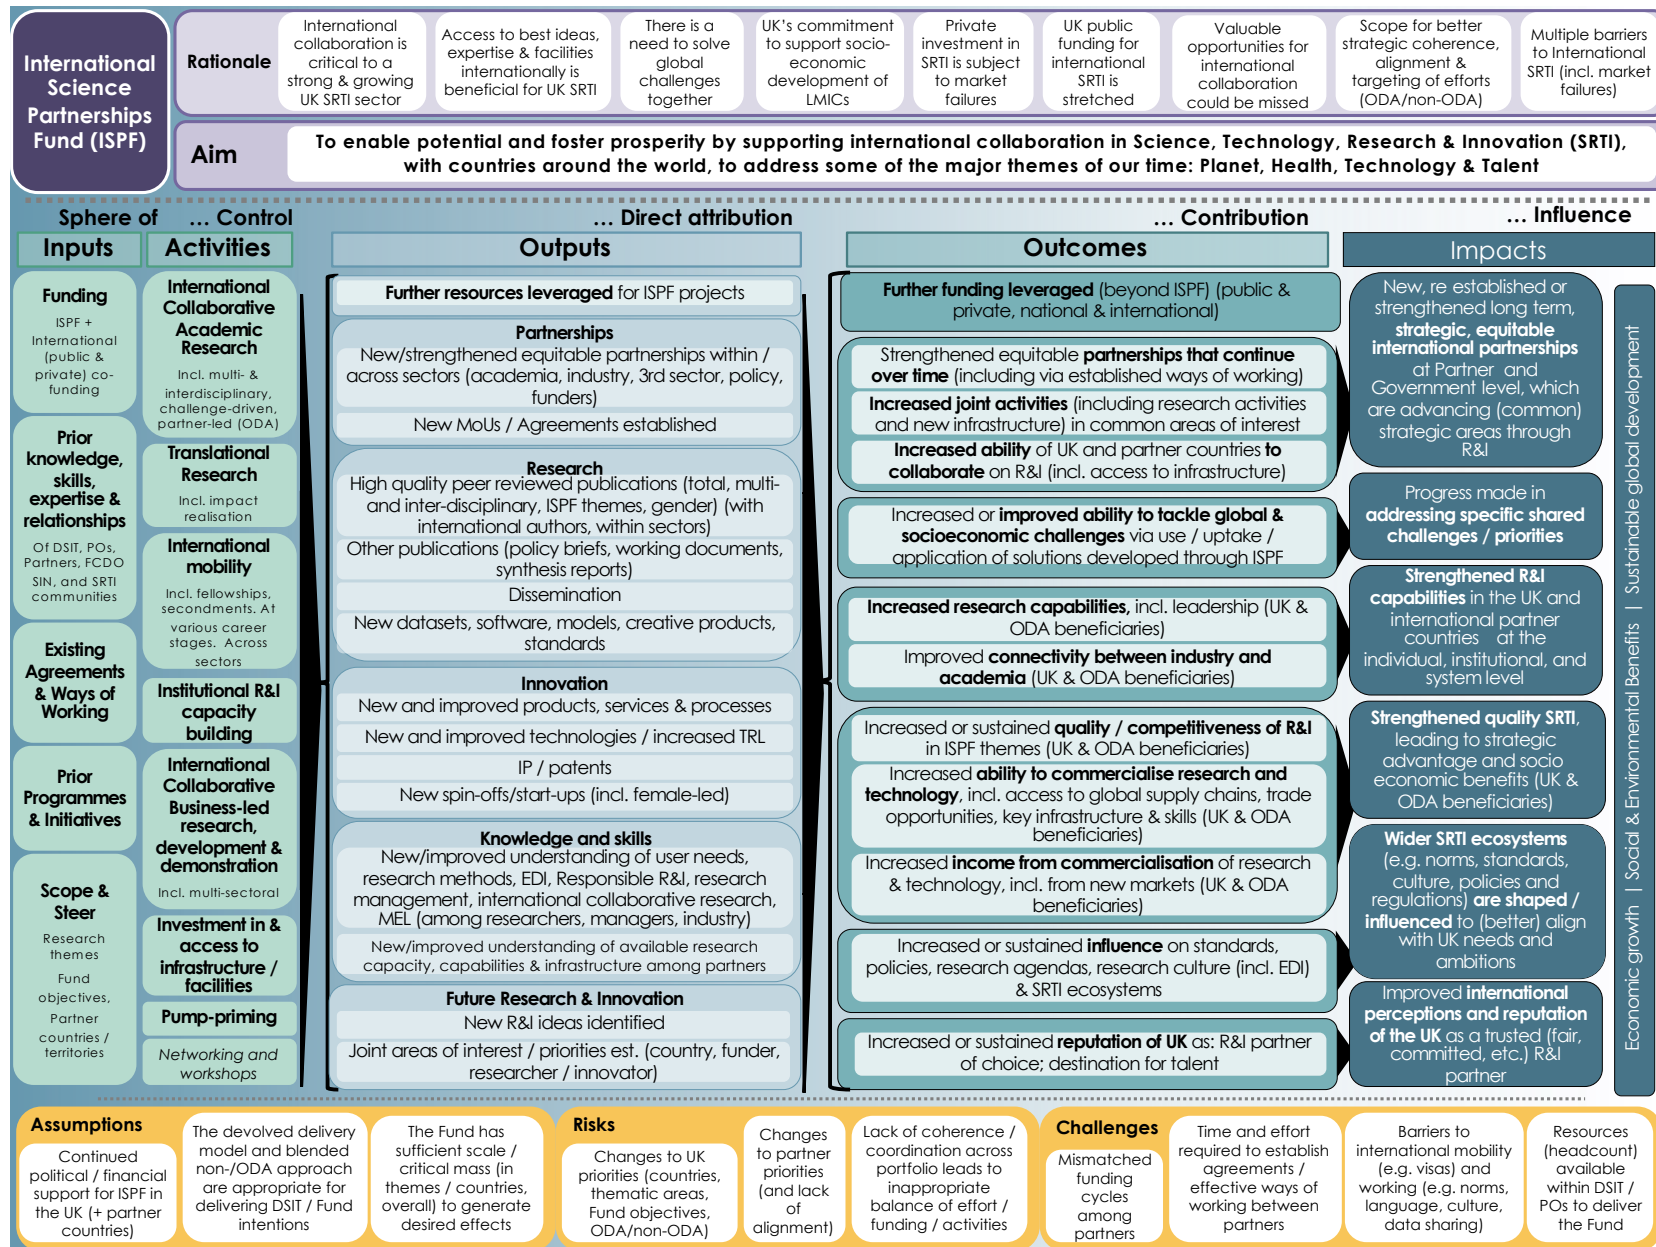 International
Science
Partnerships
Fund (ISPF)
Rationale
International
collaboration is
critical to a
strong & growing
UK SRTI sector
Access to best ideas,
expertise & facilities
internationally is
beneficial for UK SRTI
There is a
need to solve
global
challenges
together
UK's commitment
to support socio-
economic
development of
LMICs
Private
investment in
SRTI is subject
to market
failures
UK public
funding for
international
SRTI is
stretched
Valuable
opportunities for
international
collaboration
could be missed
Scope for better
strategic coherence,
alignment &
targeting of efforts
(ODA/non-ODA)
Multiple barriers
to International
SRTI (incl. market
failures)
Aim
To enable potential and foster prosperity by supporting international collaboration in Science, Technology, Research & Innovation (SRTI),
with countries around the world, to address some of the major themes of our time: Planet, Health, Technology & Talent
Sphere of … Control
… Direct attribution
… Contribution
… Influence
Inputs
Activities
Outputs
Outcomes
Impacts
Funding
ISPF +
International
(public &
private) co-
funding
Prior
knowledge,
skills,
expertise &
relationships
Of DSIT, POs,
Partners, FCDO
SIN, and SRTI
communities
Existing
Agreements
& Ways of
Working
Prior
Programmes
& Initiatives
Scope &
Steer
Research
themes
Fund
objectives,
Partner
countries /
territories
International
Collaborative
Academic
Research
Incl. multi- &
interdisciplinary,
challenge-driven,
partner-led (ODA)
Translational
Research
Incl. impact
realisation
International
mobility
Incl. fellowships,
secondments. At
various career
stages. Across
sectors
Institutional R&I
capacity
building
International
Collaborative
Business-led
research,
development &
demonstration
Incl. multi-sectoral
Investment in &
access to
infrastructure /
facilities
Pump-priming
Networking and
workshops
Further resources leveraged for ISPF projects
Partnerships
New/strengthened equitable partnerships within /
across sectors (academia, industry, 3rd sector, policy,
funders)
New MoUs / Agreements established
Research
High quality peer reviewed publications (total, multi-
and inter-disciplinary, ISPF themes, gender) (with
international authors, within sectors)
Other publications (policy briefs, working documents,
synthesis reports)
Dissemination
New datasets, software, models, creative products,
standards
Innovation
New and improved products, services & processes
New and improved technologies / increased TRL
IP / patents
New spin-offs/start-ups (incl. female-led)
Knowledge and skills
New/improved understanding of user needs,
research methods, EDI, Responsible R&I, research
management, international collaborative research,
MEL (among researchers, managers, industry)
New/improved understanding of available research
capacity, capabilities & infrastructure among partners
Future Research & Innovation
New R&I ideas identified
Joint areas of interest / priorities est. (country, funder,
researcher / innovator)
Further funding leveraged (beyond ISPF) (public &
private, national & international)
Strengthened equitable partnerships that continue
over time (including via established ways of working)
Increased joint activities (including research activities
and new infrastructure) in common areas of interest
Increased ability of UK and partner countries to
collaborate on R&I (incl. access to infrastructure)
Increased or improved ability to tackle global &
socioeconomic challenges via use / uptake /
application of solutions developed through ISPF
Increased research capabilities, incl. leadership (UK &
ODA beneficiaries)
Improved connectivity between industry and
academia (UK & ODA beneficiaries)
Increased or sustained quality / competitiveness of R&I
in ISPF themes (UK & ODA beneficiaries)
Increased ability to commercialise research and
technology, incl. access to global supply chains, trade
opportunities, key infrastructure & skills (UK & ODA
beneficiaries)
Increased income from commercialisation of research
& technology, incl. from new markets (UK & ODA
beneficiaries)
Increased or sustained influence on standards,
policies, research agendas, research culture (incl. EDI)
& SRTI ecosystems
Increased or sustained reputation of UK as: R&I partner
of choice; destination for talent
New, re established or
strengthened long term,
strategic, equitable
international partnerships
at Partner and
Government level, which
are advancing (common)
strategic areas through
R&I
Progress made in
addressing specific shared
challenges / priorities
Strengthened R&I
capabilities in the UK and
international partner
countries at the
individual, institutional, and
system level
Strengthened quality SRTI,
leading to strategic
advantage and socio
economic benefits (UK &
ODA beneficiaries)
Wider SRTI ecosystems
(e.g. norms, standards,
culture, policies and
regulations) are shaped /
influenced to (better) align
with UK needs and
ambitions
Improved international
perceptions and reputation
of the UK as a trusted (fair,
committed, etc.) R&I
partner
Economic growth | Social & Environmental Benefits | Sustainable global development
Assumptions
Continued
political / financial
support for ISPF in
the UK (+ partner
countries)
The devolved delivery
model and blended
non-/ODA approach
are appropriate for
delivering DSIT / Fund
intentions
The Fund has
sufficient scale /
critical mass (in
themes / countries,
overall) to generate
desired effects
Risks
Changes to UK
priorities (countries,
thematic areas,
Fund objectives,
ODA/non-ODA)
Changes
to partner
priorities
(and lack
of
alignment)
Lack of coherence /
coordination across
portfolio leads to
inappropriate
balance of effort /
funding / activities
Challenges
Mismatched
funding
cycles
among
partners
Time and effort
required to establish
agreements /
effective ways of
working between
partners
Barriers to
international mobility
(e.g. visas) and
working (e.g. norms,
language, culture,
data sharing)
Resources
(headcount)
available
within DSIT /
POs to deliver
the Fund